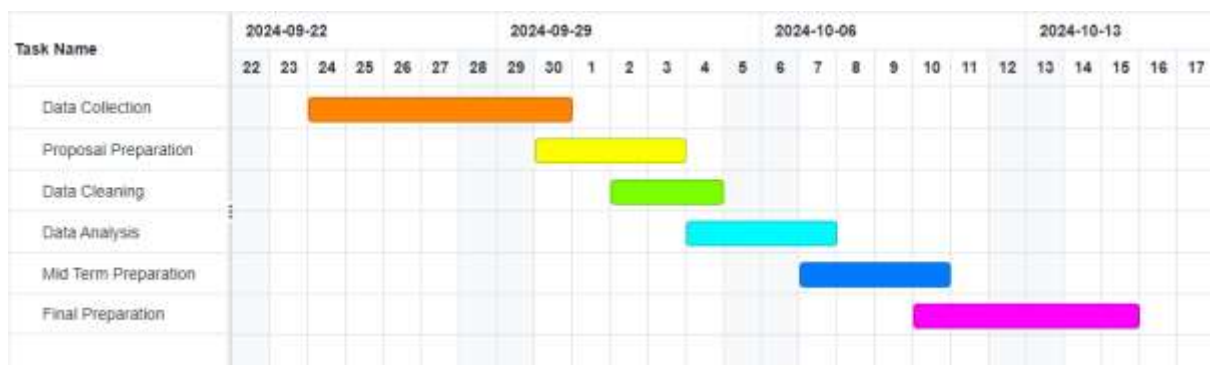 Task Name
2024-09-22 2024-09-29 2024-10-06 2024-10-13
22 23 24 25 26 27 28 29 30 1 2 3 4 5 6 7 8 9 10 11 12 13 14 15 16 17
Data Collection
Proposal Preparation
Data Cleaning
Data Analysis
Mid Term Preparation
Final Preparation